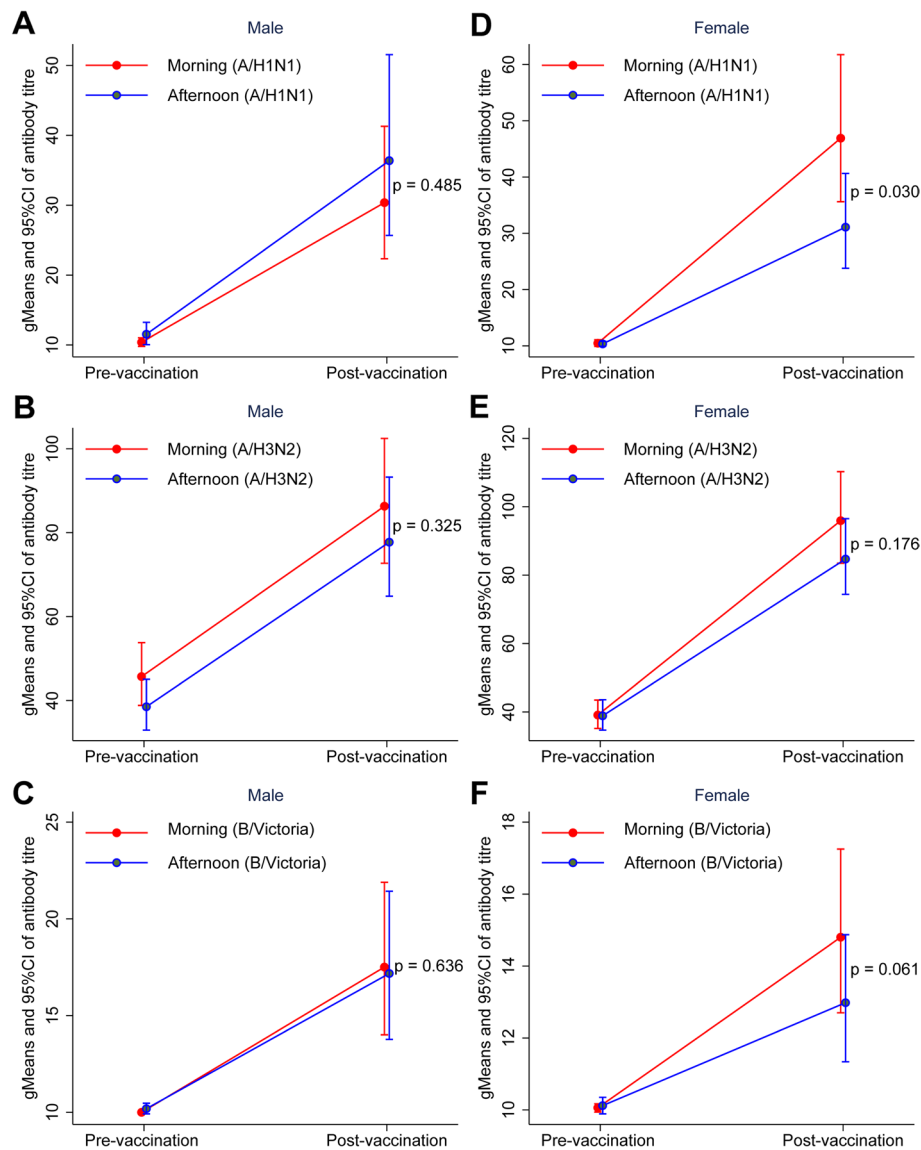 A
Male
gMeans and 95%CI of antibody titre
50
40
30
20
10
Morning (A/H1N1)
Afternoon (A/H1N1)
p = 0.485
Pre-vaccination
Post-vaccination
D
Female
gMeans and 95%CI of antibody titre
60
50
40
30
20
10
Morning (A/H1N1)
Afternoon (A/H1N1)
p = 0.030
Pre-vaccination
Post-vaccination
B
Male
gMeans and 95%CI of antibody titre
100
80
60
40
Morning (A/H3N2)
Afternoon (A/H3N2)
p = 0.325
Pre-vaccination
Post-vaccination
E
Female
gMeans and 95%CI of antibody titre
120
100
80
60
40
Morning (A/H3N2)
Afternoon (A/H3N2)
p = 0.176
Pre-vaccination
Post-vaccination
C
Male
gMeans and 95%CI of antibody titre
25
20
15
10
Morning (B/Victoria)
Afternoon (B/Victoria)
p = 0.636
Pre-vaccination
Post-vaccination
F
Female
gMeans and 95%CI of antibody titre
18
16
14
12
10
Morning (B/Victoria)
Afternoon (B/Victoria)
p = 0.061
Pre-vaccination
Post-vaccination